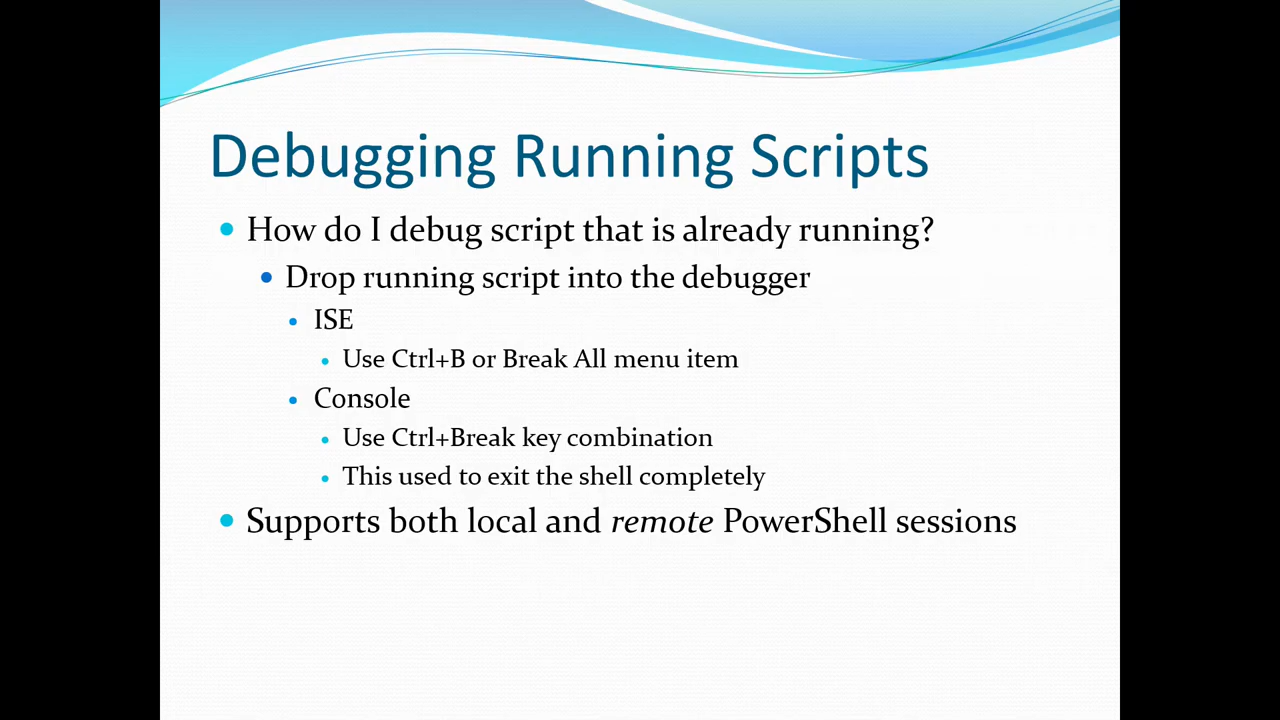 Debugging Running Scripts
How do I debug script that is already running?
Drop running script into the debugger
ISE
Use Ctrl+B or Break All menu item
Console
Use Ctrl+Break key combination
This used to exit the shell completely
Supports both local and remote PowerShell sessions